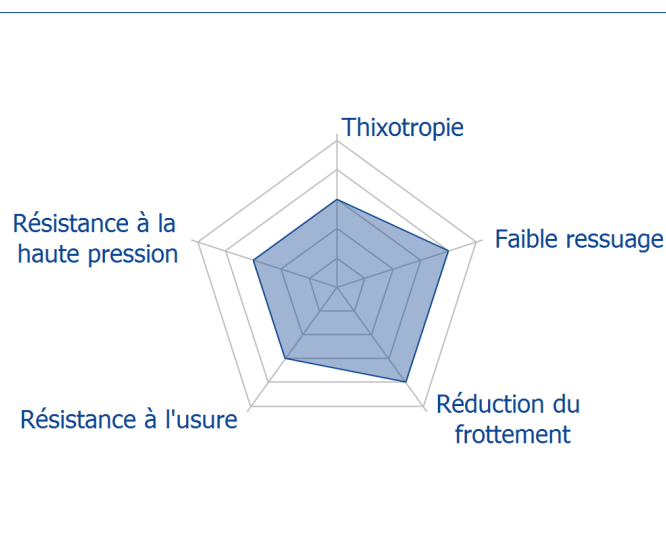 Thixotropie
Résistance à la
haute pression
Faible ressuage
Résistance à l'usure
Réduction du
frottement